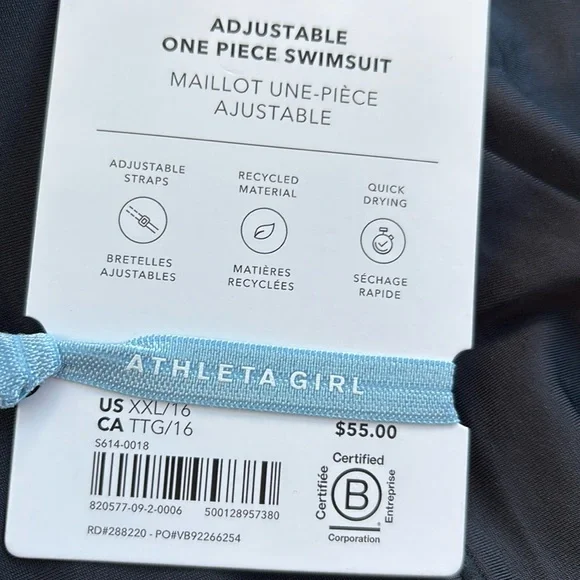 ADJUSTABLE
ONE PIECE SWIMSUIT
MAILLOT UNE-PIÈCE
AJUSTABLE
ADJUSTABLE
STRAPS
BRETELLES
AJUSTABLES
RECYCLED
MATERIAL
MATIÈRES
RECYCLÉES
QUICK
DRYING
SÉCHAGE
RAPIDE
ATHLETA GIRL
US XXL/16
CA TTG/16
$55.00
S614-0018
820577-09-2-0006 500128957380
RD#288220 - PO#VB92266254
Certified
Certifiée
B
Entreprise
Corporation